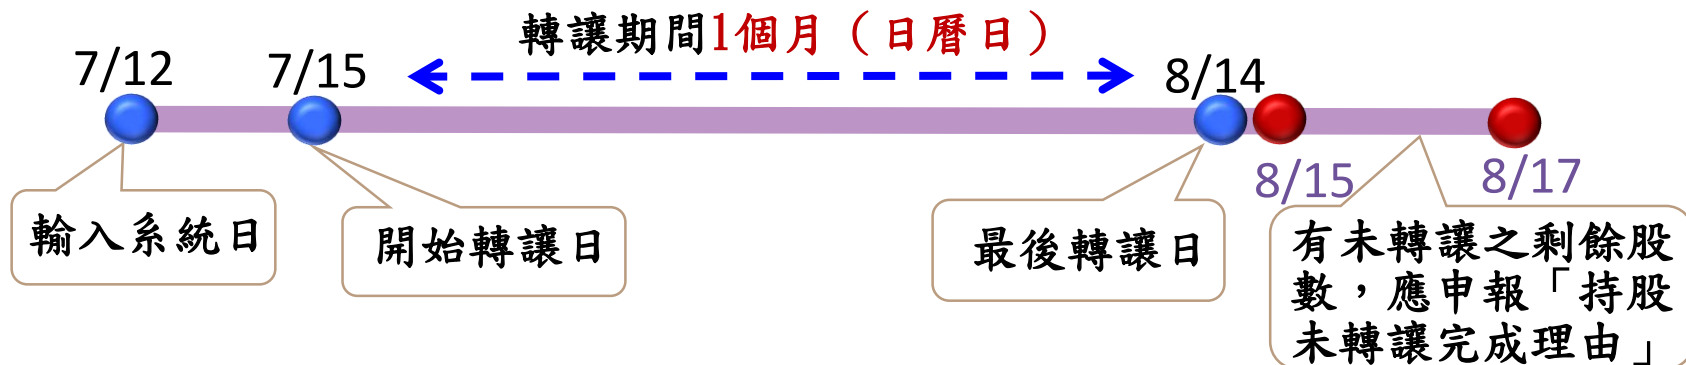 轉讓期間1個月（日曆日）
7/12
7/15
8/14
8/15
8/17
輸入系統日
開始轉讓日
最後轉讓日
有未轉讓之剩餘股
數，應申報「持股
未轉讓完成理由」